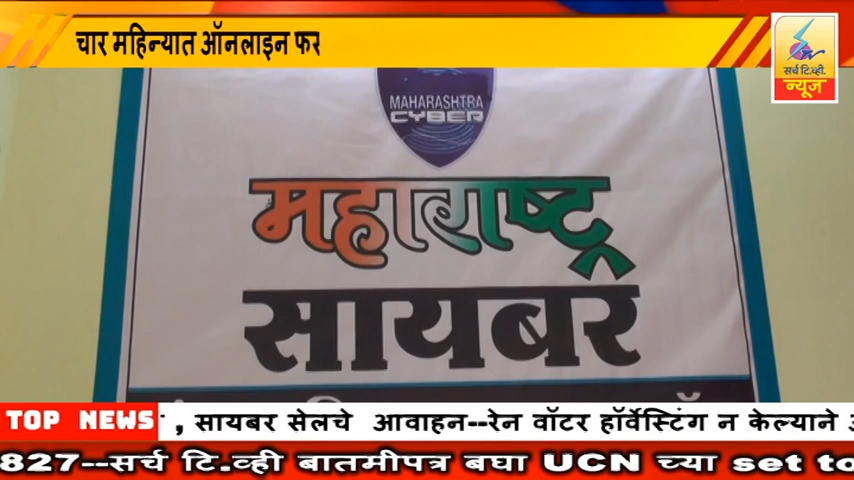 चार महिन्यात ऑनलाइन फर
सर्च टि.व्ही.
न्यूज
MAHARASHTRA
CYBER
महाराष्ट्र
सायबर
TOP NEWS , सायबर सेलचे आवाहन--रेन वॉटर हॉर्वेस्टिंग न केल्याने
827--सर्च टि.व्ही बातमीपत्र बघा UCN च्या set to